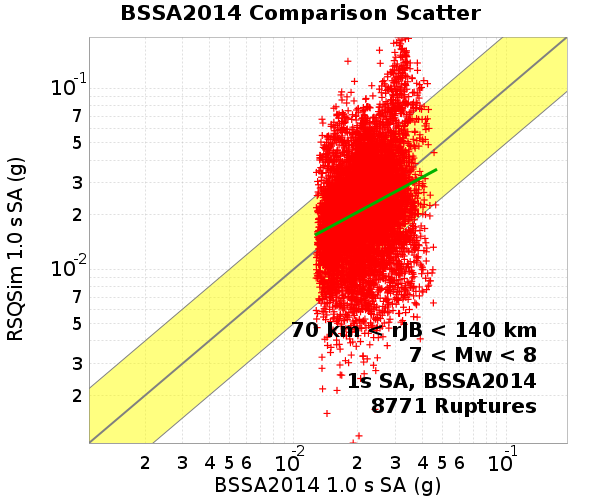 BSSA2014 Comparison Scatter
RSQSim 1.0 s SA (g)
10^-1
7
5
3
2
10^-2
7
5
3
2
70 km < rJB < 140 km
7 < Mw < 8
1s SA, BSSA2014
8771 Ruptures
2 3 4 5 6 10^-2 2 3 4 5 6 10^-1
BSSA2014 1.0 s SA (g)